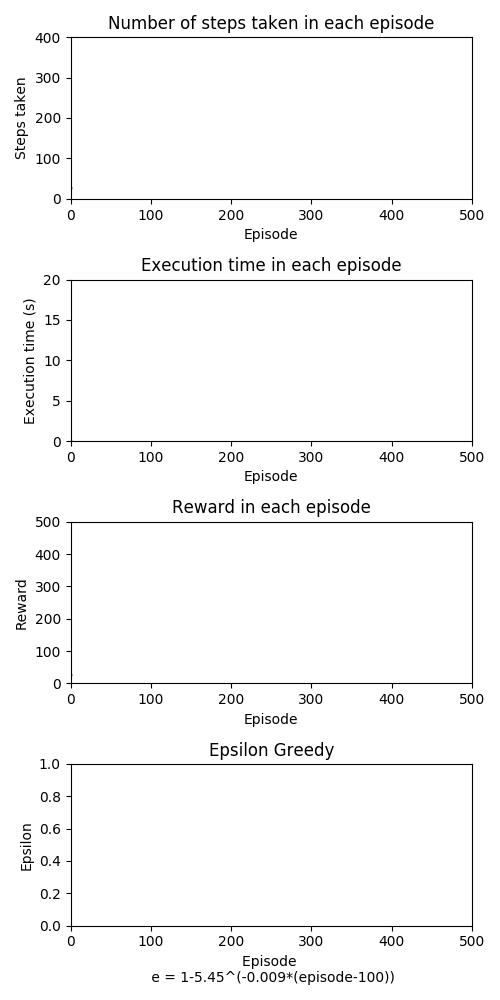 Number of steps taken in each episode
400
300
200
100
0
Steps taken
0 100 200 300 400 500
Episode
Execution time in each episode
20
15
10
5
0
Execution time (s)
0 100 200 300 400 500
Episode
Reward in each episode
500
400
300
200
100
0
Reward
0 100 200 300 400 500
Episode
Epsilon Greedy
1.0
0.8
0.6
0.4
0.2
0.0
Epsilon
0 100 200 300 400 500
Episode
e = 1-5.45^(-0.009*(episode-100))